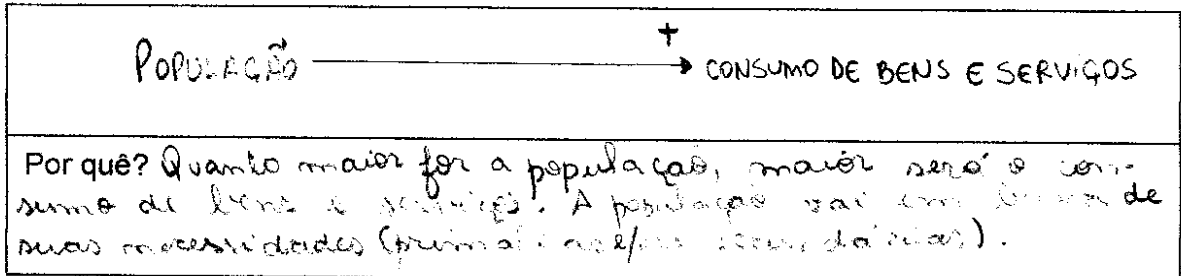 POPULAÇÃO + CONSUMO DE BENS E SERVIÇOS
Por quê? Quanto maior for a população, maior será o con-
sumo de bens e serviços. A população vai em busca de
suas necessidades (primárias e/ou secundárias).